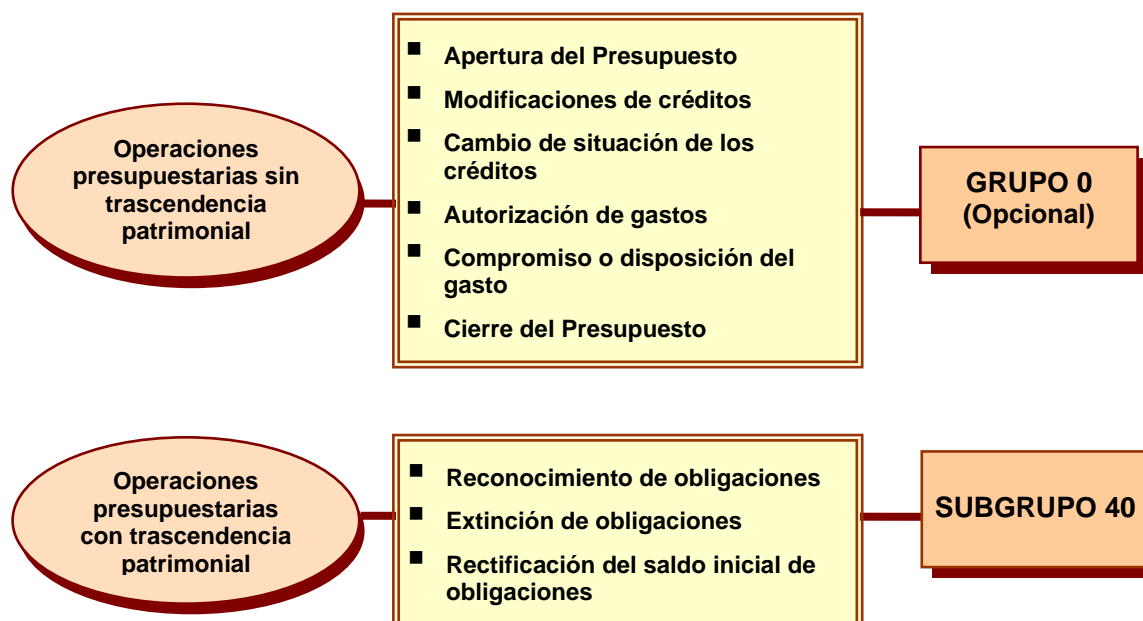 Operaciones
presupuestarias sin
trascendencia
patrimonial
Apertura del Presupuesto
Modificaciones de créditos
Cambio de situación de los
créditos
Autorización de gastos
Compromiso o disposición del
gasto
Cierre del Presupuesto
GRUPO 0
(Opcional)
Operaciones
presupuestarias
con trascendencia
patrimonial
Reconocimiento de obligaciones
Extinción de obligaciones
Rectificación del saldo inicial de
obligaciones
SUBGRUPO 40